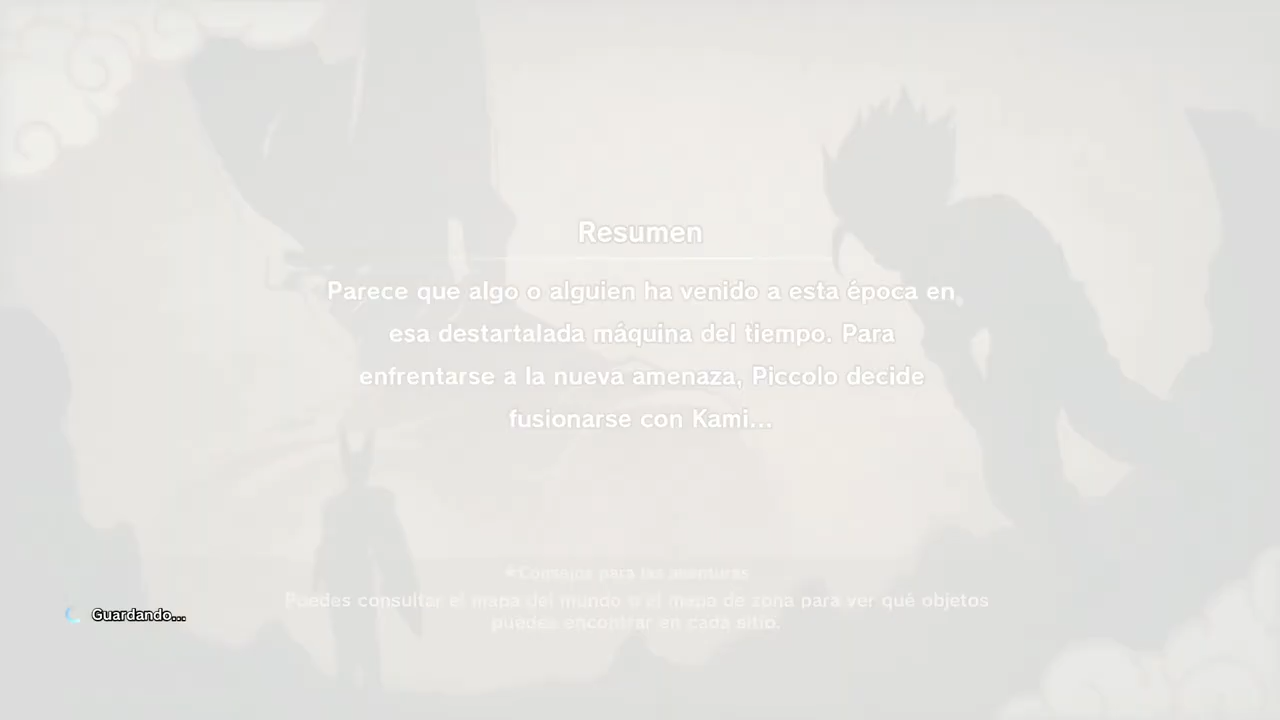 Resumen
Parece que algo o alguien ha venido a esta época en
esa destartalada máquina del tiempo. Para
enfrentarse a la nueva amenaza, Piccolo decide
fusionarse con Kami...
*Consejos para las aventuras
Puedes consultar el mapa del mundo o el mapa de zona para ver qué objetos
puedes encontrar en cada sitio.
Guardando...